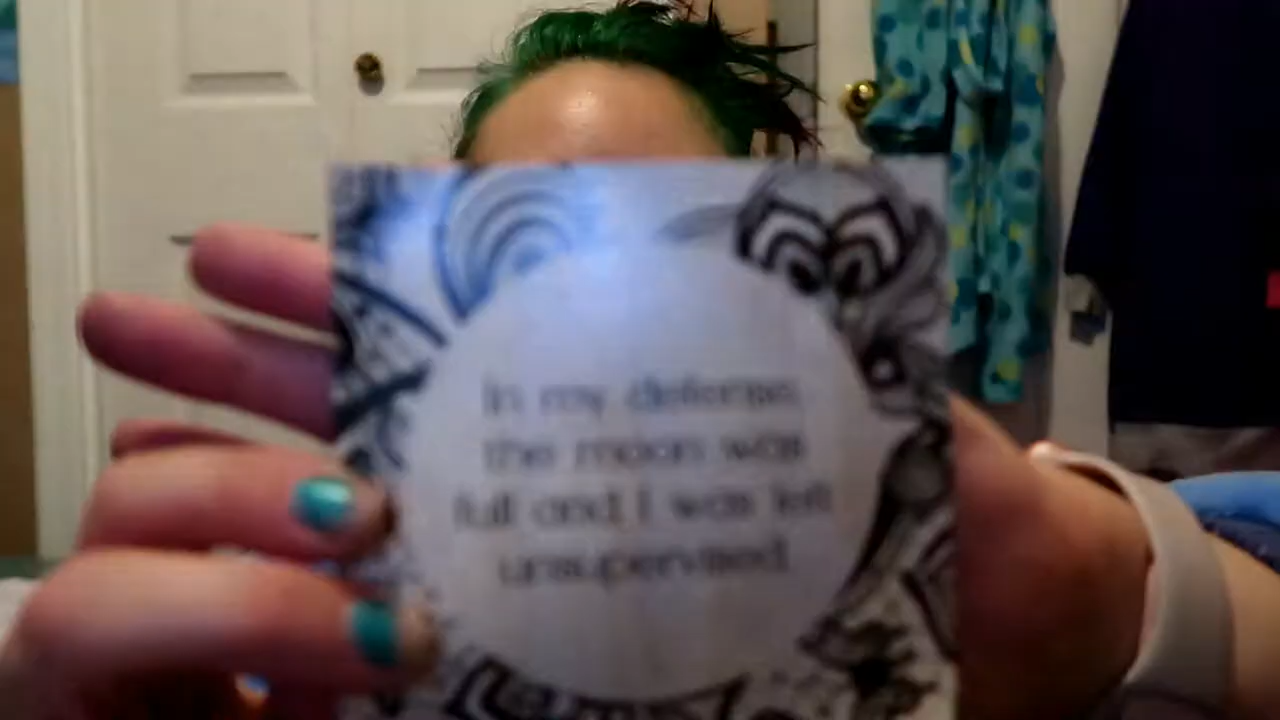 In my defense,
the moon was
full and I was left
unsupervised.